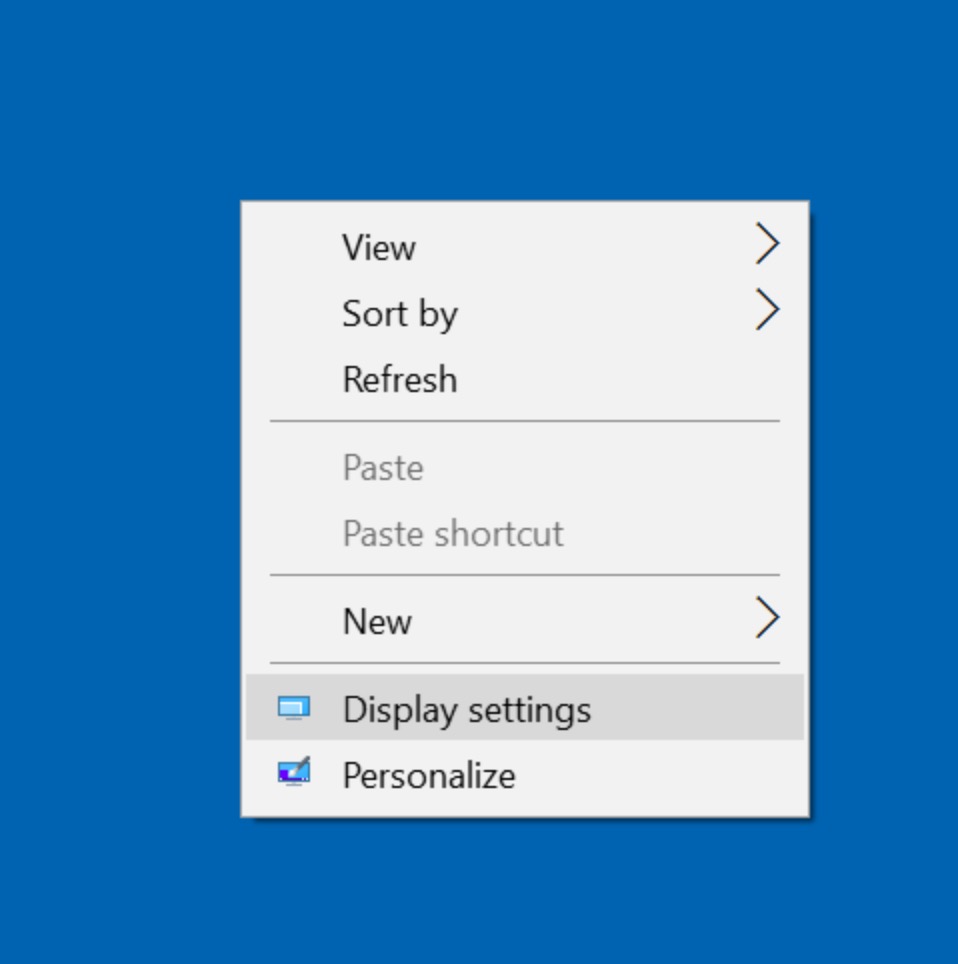 View
Sort by
Refresh
Paste
Paste shortcut
New
Display settings
Personalize